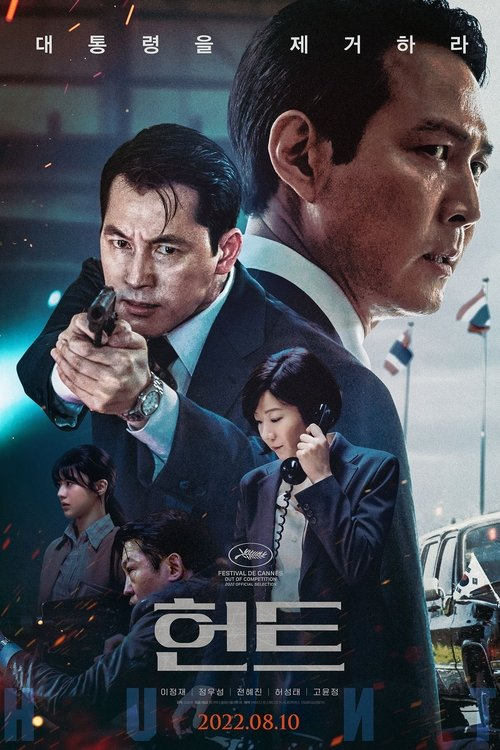 대통령을 제거하라
FESTIVAL DE CANNES
OUT OF COMPETITION
2022 OFFICIAL SELECTION
헌트
이정재 | 정우성 | 전혜진 | 허성태 | 고윤정
HUNT
2022.08.10